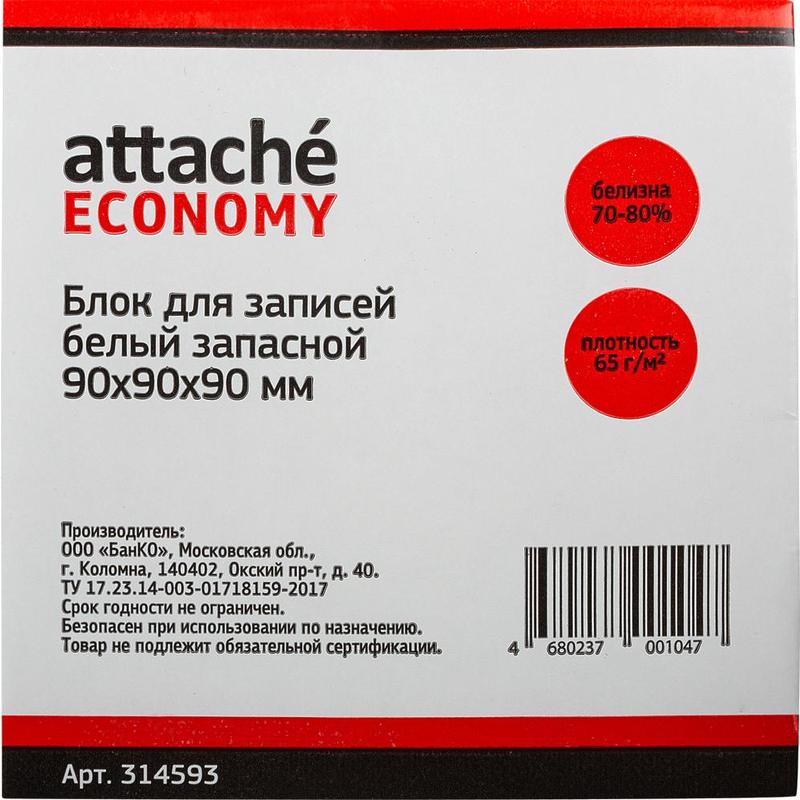 attaché
ECONOMY
белизна
70-80%
Блок для записей
белый запасной
90х90х90 мм
плотность
65 г/м²
Производитель:
ООО «БанКО», Московская обл.,
г. Коломна, 140402, Окский пр-т, д. 40.
ТУ 17.23.14-003-01718159-2017
Срок годности не ограничен.
Безопасен при использовании по назначению.
Товар не подлежит обязательной сертификации.
4 680237 001047
Арт. 314593